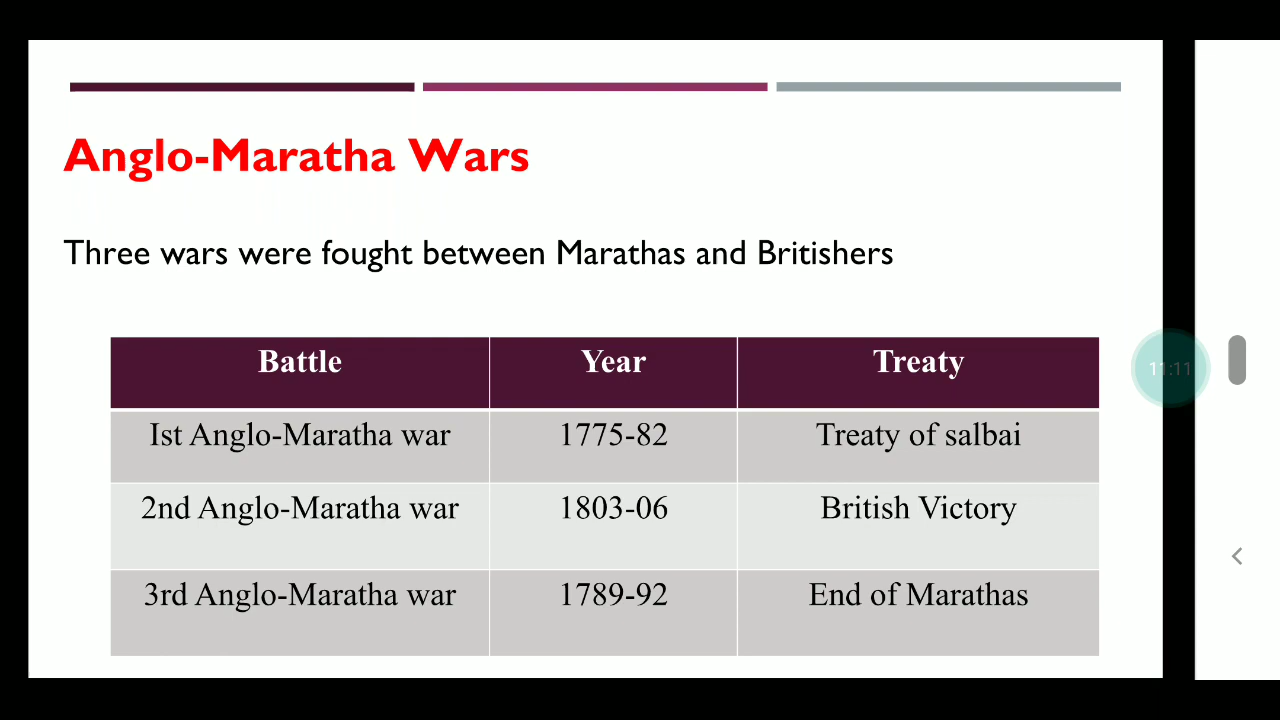 Anglo-Maratha Wars
Three wars were fought between Marathas and Britishers
Battle Year Treaty
Ist Anglo-Maratha war 1775-82 Treaty of salbai
2nd Anglo-Maratha war 1803-06 British Victory
3rd Anglo-Maratha war 1789-92 End of Marathas
11:11